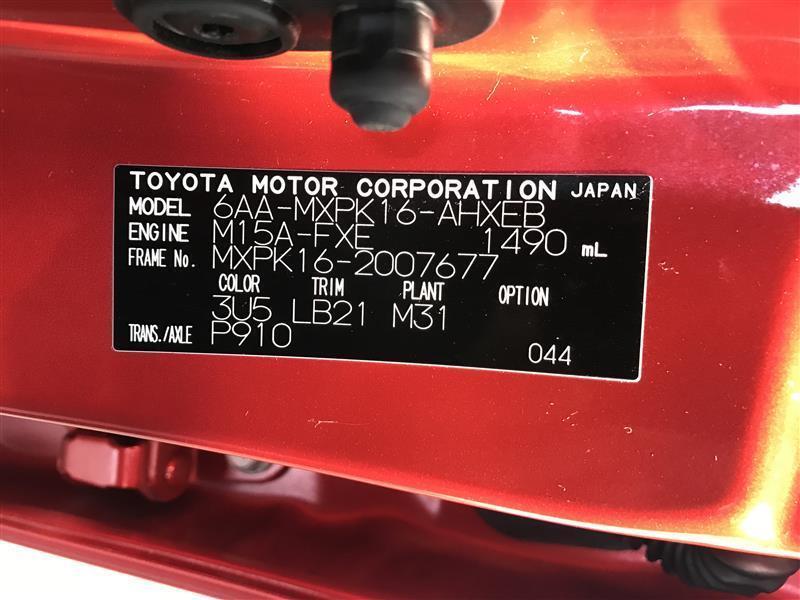 TOYOTA MOTOR CORPORATION JAPAN
MODEL 6AA-MXPK16-AHXEB
ENGINE M15A-FXE 1490 mL
FRAME No. MXPK16-2007677
COLOR TRIM PLANT OPTION
3U5 LB21 M31
TRANS./AXLE P910 044